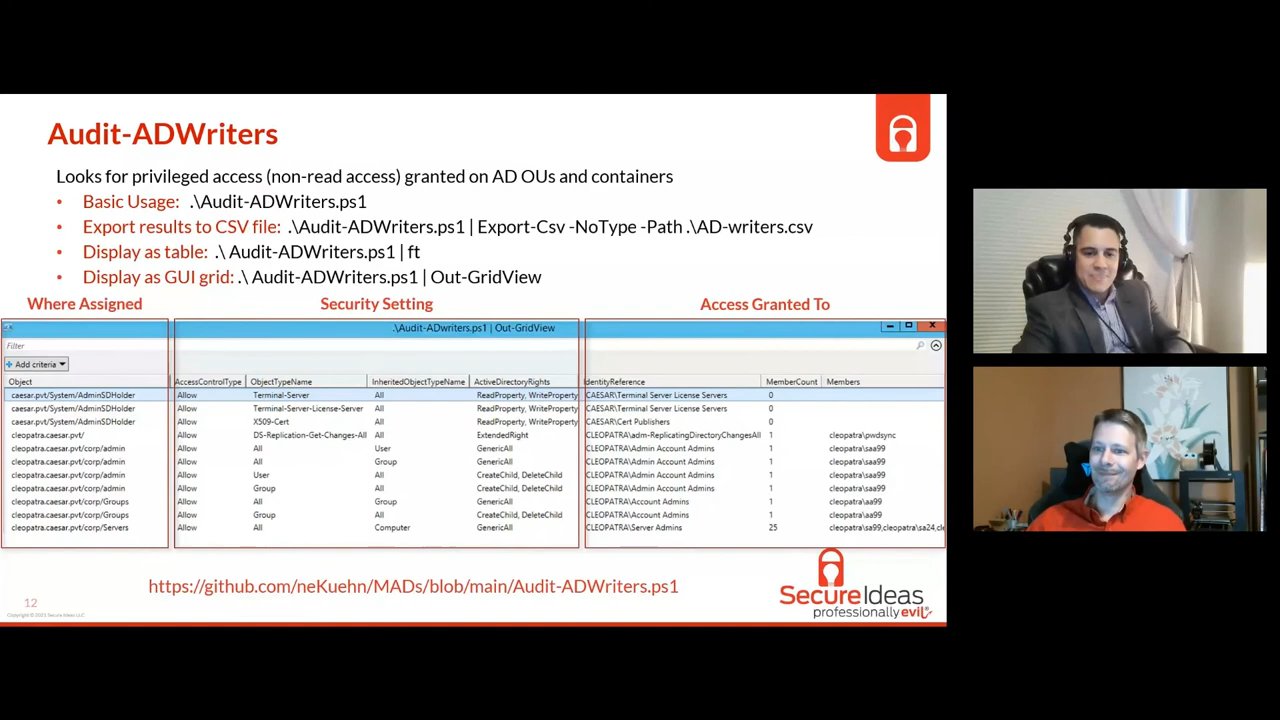 Audit-ADWriters
Looks for privileged access (non-read access) granted on AD OUs and containers
• Basic Usage: .\Audit-ADWriters.ps1
• Export results to CSV file: .\Audit-ADWriters.ps1 | Export-Csv -NoType -Path .\AD-writers.csv
• Display as table: .\ Audit-ADWriters.ps1 | ft
• Display as GUI grid: .\ Audit-ADWriters.ps1 | Out-GridView
Where Assigned Security Setting Access Granted To
.\Audit-ADwriters.ps1 | Out-GridView
Filter
Add criteria
Object AccessControlType ObjectTypeName InheritedObjectTypeName ActiveDirectoryRights IdentityReference MemberCount Members
caesar.pvt/System/AdminSDHolder Allow Terminal-Server All ReadProperty, WriteProperty CAESAR\Terminal Server License Servers 0
caesar.pvt/System/AdminSDHolder Allow Terminal-Server-License-Server All ReadProperty, WriteProperty CAESAR\Terminal Server License Servers 0
caesar.pvt/System/AdminSDHolder Allow X509-Cert All ReadProperty, WriteProperty CAESAR\Cert Publishers 0
cleopatra.caesar.pvt/ Allow DS-Replication-Get-Changes-All All ExtendedRight CLEOPATRA\adm-ReplicatingDirectoryChangesAll 1 cleopatra\pwdsync
cleopatra.caesar.pvt/corp/admin Allow All User GenericAll CLEOPATRA\Admin Account Admins 1 cleopatra\saa99
cleopatra.caesar.pvt/corp/admin Allow All Group GenericAll CLEOPATRA\Admin Account Admins 1 cleopatra\saa99
cleopatra.caesar.pvt/corp/admin Allow User All CreateChild, DeleteChild CLEOPATRA\Admin Account Admins 1 cleopatra\saa99
cleopatra.caesar.pvt/corp/admin Allow Group All CreateChild, DeleteChild CLEOPATRA\Admin Account Admins 1 cleopatra\saa99
cleopatra.caesar.pvt/corp/Groups Allow All Group GenericAll CLEOPATRA\Account Admins 1 cleopatra\aa99
cleopatra.caesar.pvt/corp/Groups Allow Group All CreateChild, DeleteChild CLEOPATRA\Account Admins 1 cleopatra\aa99
cleopatra.caesar.pvt/corp/Servers Allow All Computer GenericAll CLEOPATRA\Server Admins 25 cleopatra\sa99,cleopatra\sa24,cle
https://github.com/neKuehn/MADs/blob/main/Audit-ADWriters.ps1
SecureIdeas
professionally evil
12
Copyright © 2021 Secure Ideas LLC